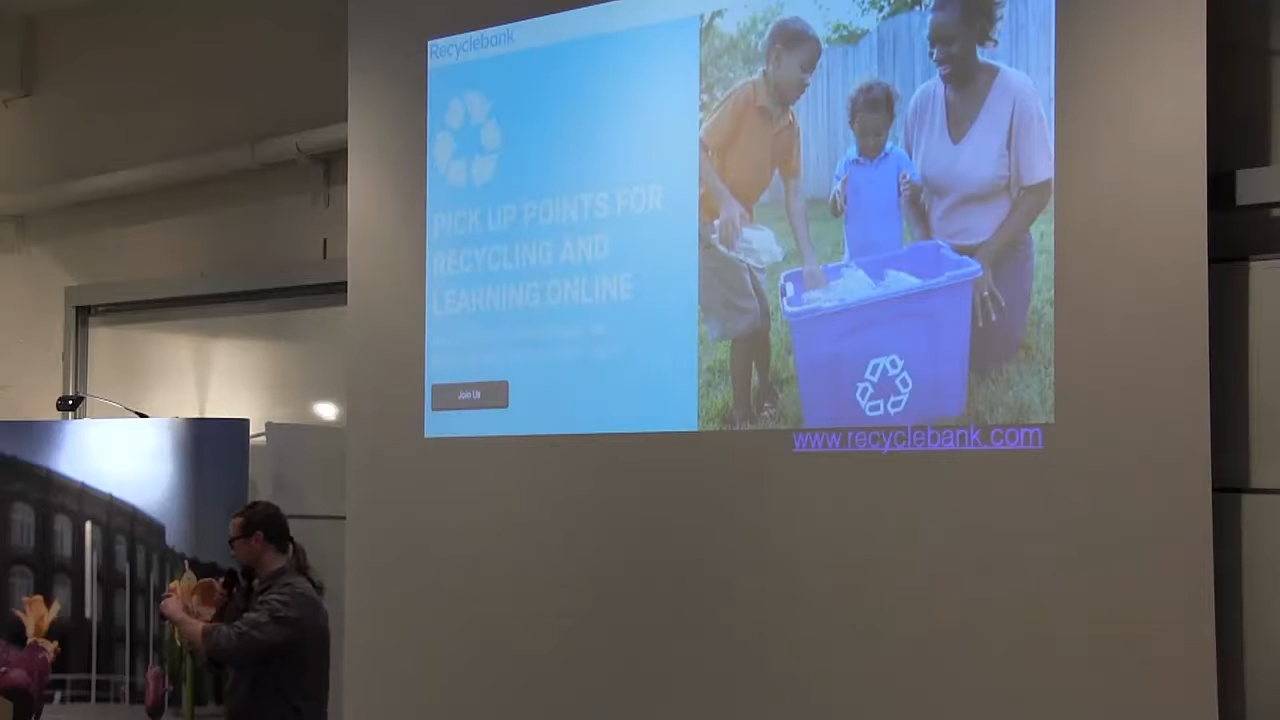 Recyclebank
PICK UP POINTS FOR
RECYCLING AND
LEARNING ONLINE
Join Us
www.recyclebank.com